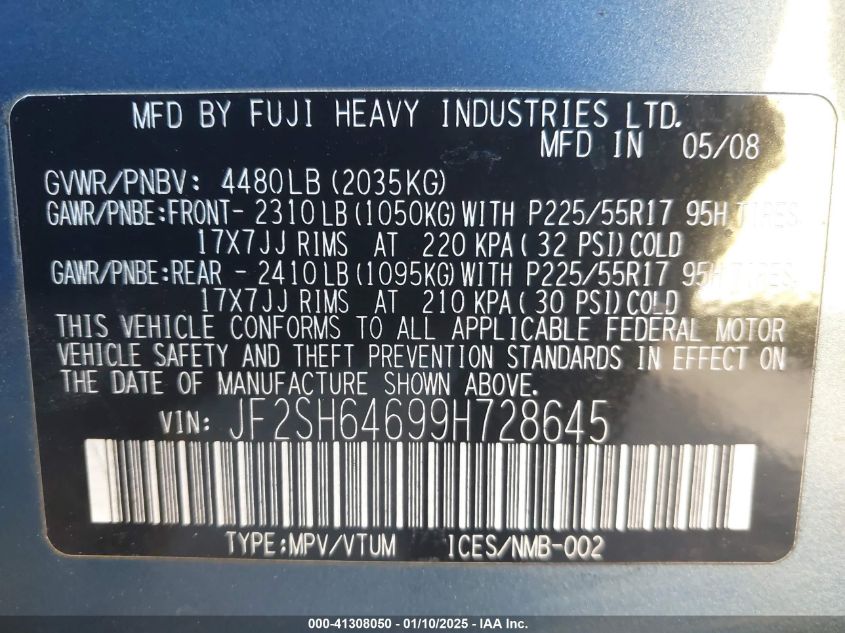 MFD BY FUJI HEAVY INDUSTRIES LTD.
MFD IN 05/08
GVWR/PNBV: 4480LB(2035KG)
GAWR/PNBE:FRONT- 2310LB(1050KG)WITH P225/55R17 95H TIRES
17X7JJ RIMS AT 220 KPA( 32 PSI)COLD
GAWR/PNBE:REAR - 2410LB(1095KG)WITH P225/55R17 95H TIRES
17X7JJ RIMS AT 210 KPA( 30 PSI)COLD
THIS VEHICLE CONFORMS TO ALL APPLICABLE FEDERAL MOTOR
VEHICLE SAFETY AND THEFT PREVENTION STANDARDS IN EFFECT ON
THE DATE OF MANUFACTURE SHOWN ABOVE.
VIN: JF2SH64699H728645
TYPE:MPV/VTUM ICES/NMB-002
000-41308050 - 01/10/2025 - IAA Inc.